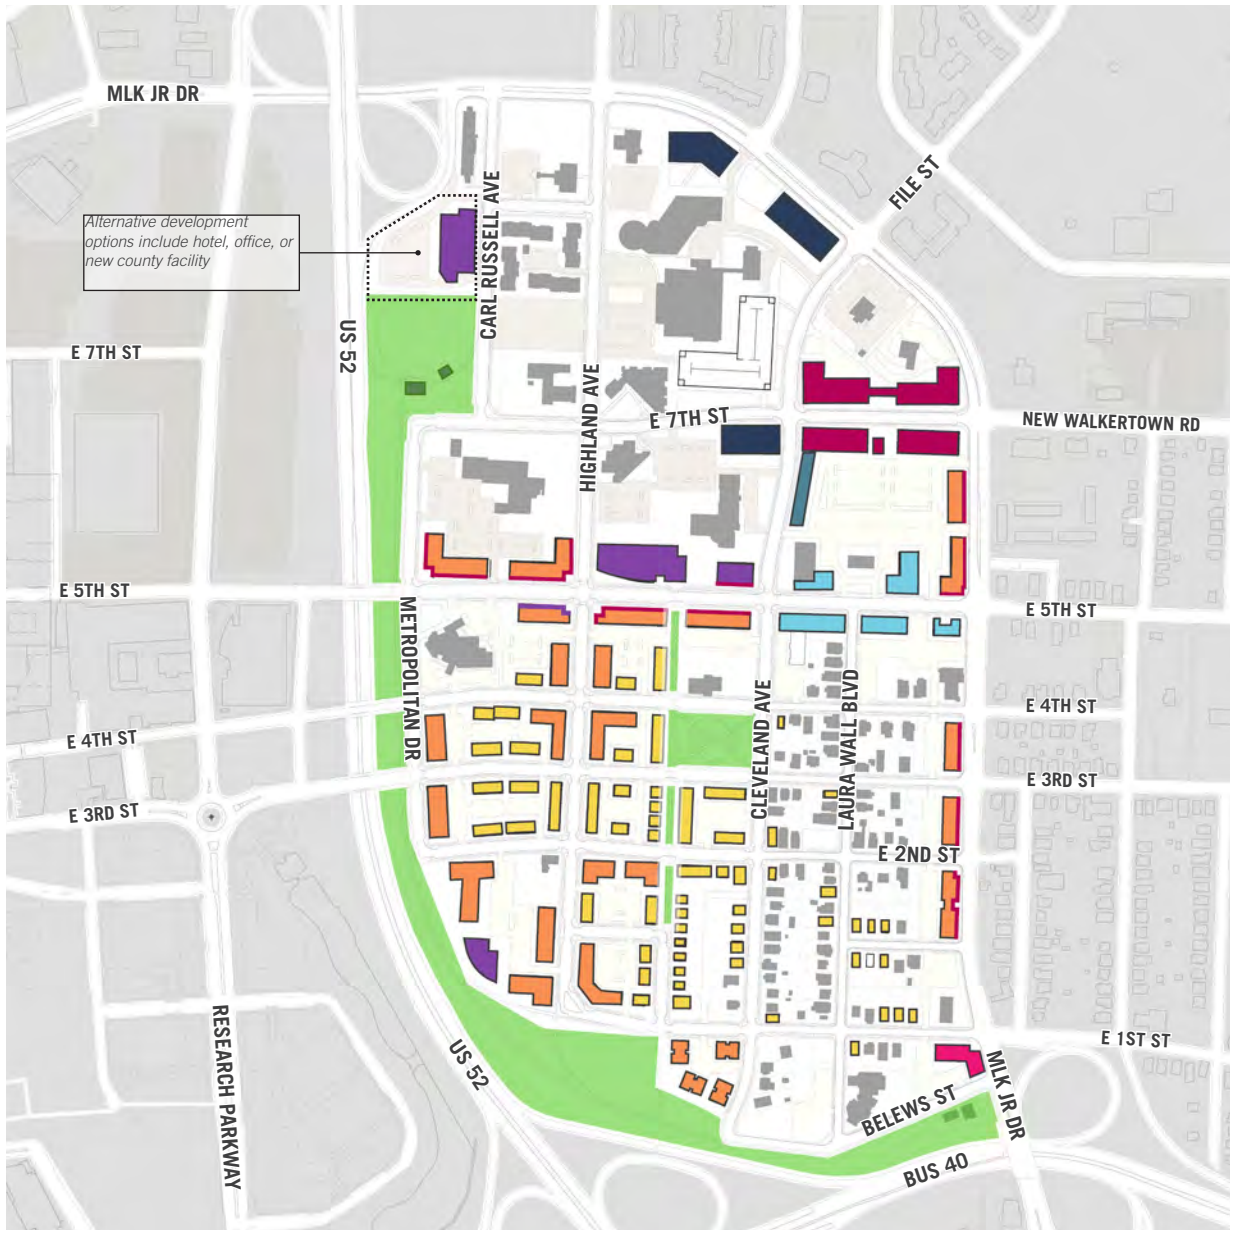 MLK JR DR
FILE ST
CARL RUSSELL AVE
Alternative development
options include hotel, office, or
new county facility
US 52
E 7TH ST
HIGHLAND AVE
E 7TH ST
NEW WALKERTOWN RD
E 5TH ST
METROPOLITAN DR
E 5TH ST
CLEVELAND AVE
LAURA WALL BLVD
E 4TH ST
E 4TH ST
E 3RD ST
E 3RD ST
E 2ND ST
RESEARCH PARKWAY
US 52
E 1ST ST
MLK JR DR
BELEWS ST
BUS 40